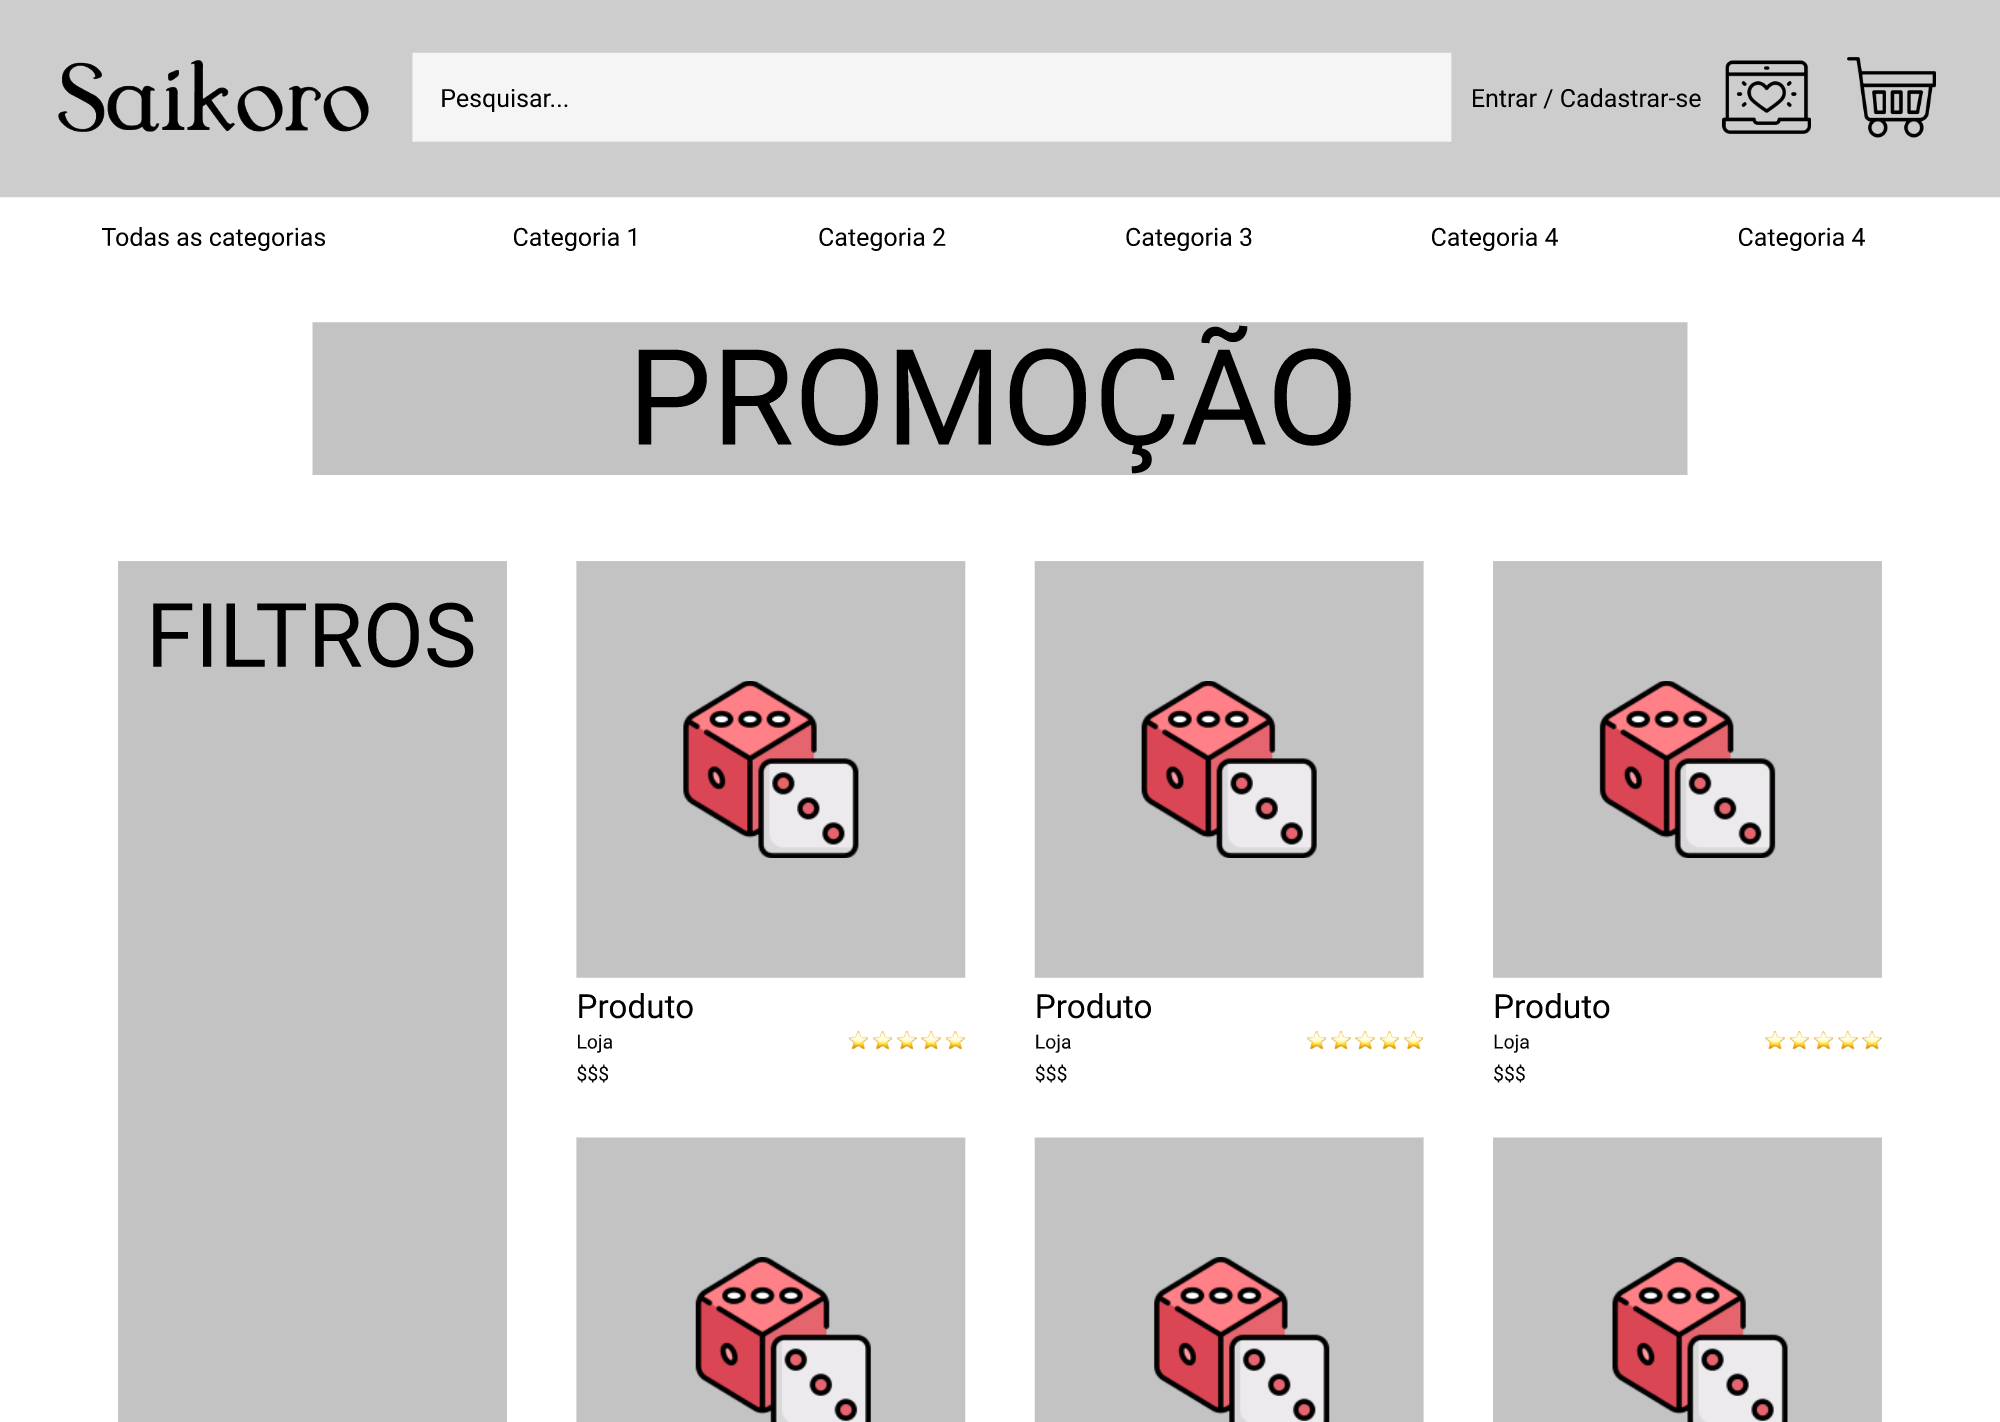 Saikoro
Pesquisar...
Entrar / Cadastrar-se
Todas as categorias
Categoria 1
Categoria 2
Categoria 3
Categoria 4
Categoria 4
PROMOÇÃO
FILTROS
Produto
Loja
$$$
Produto
Loja
$$$
Produto
Loja
$$$